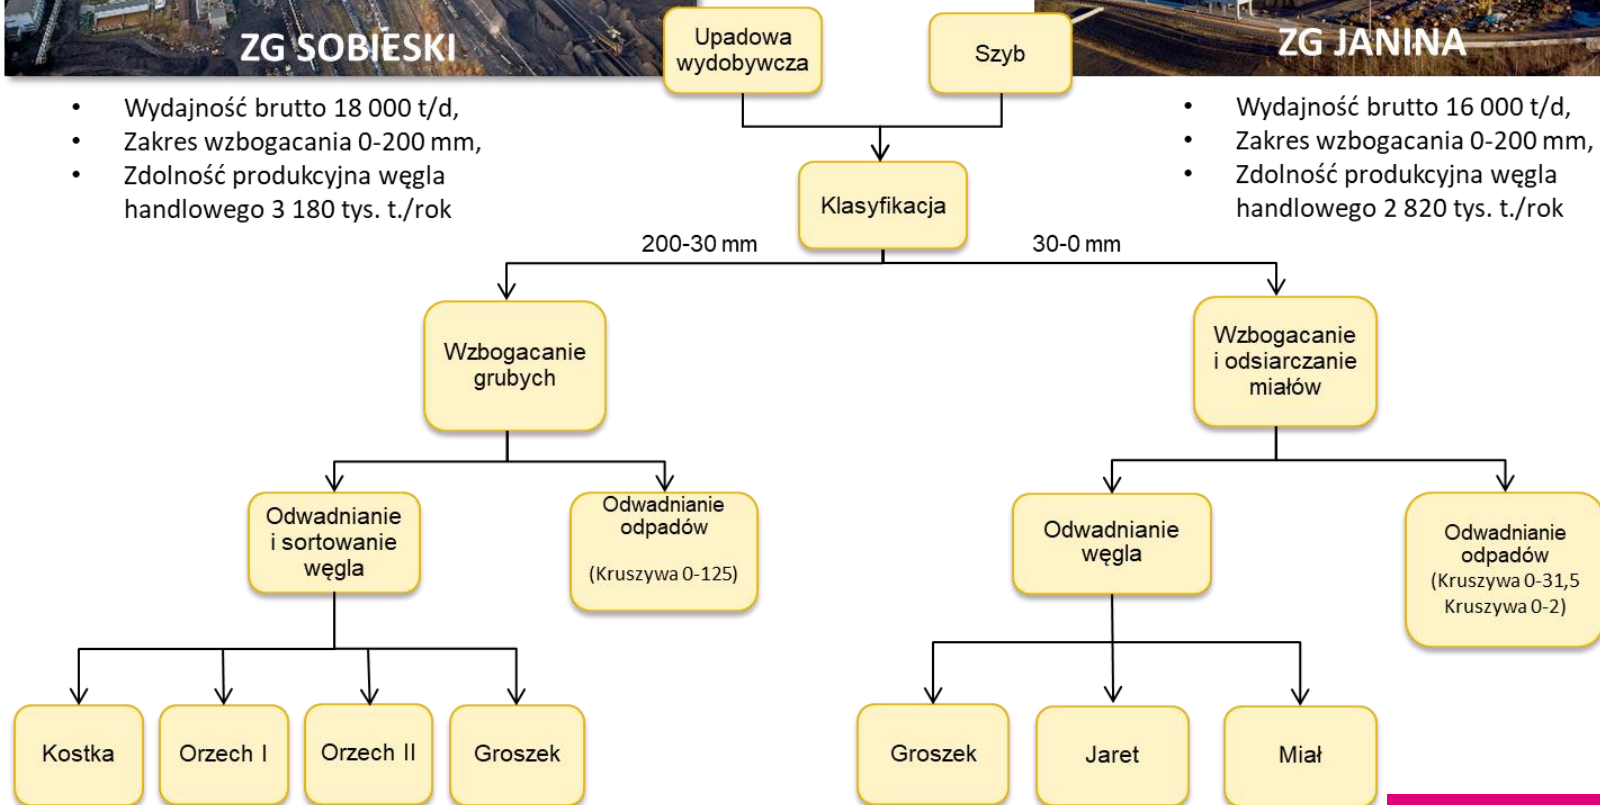 ZG SOBIESKI
Upadowa
wydobywcza
Szyb
ZG JANINA
• Wydajność brutto 18 000 t/d,
• Zakres wzbogacania 0-200 mm,
• Zdolność produkcyjna węgla
handlowego 3 180 tys. t./rok
• Wydajność brutto 16 000 t/d,
• Zakres wzbogacania 0-200 mm,
• Zdolność produkcyjna węgla
handlowego 2 820 tys. t./rok
Klasyfikacja
200-30 mm
30-0 mm
Wzbogacanie
grubych
Wzbogacanie
i odsiarczanie
miałów
Odwadnianie
i sortowanie
węgla
Odwadnianie
odpadów
(Kruszywa 0-125)
Odwadnianie
węgla
Odwadnianie
odpadów
(Kruszywa 0-31,5
Kruszywa 0-2)
Kostka
Orzech I
Orzech II
Groszek
Groszek
Jaret
Miał